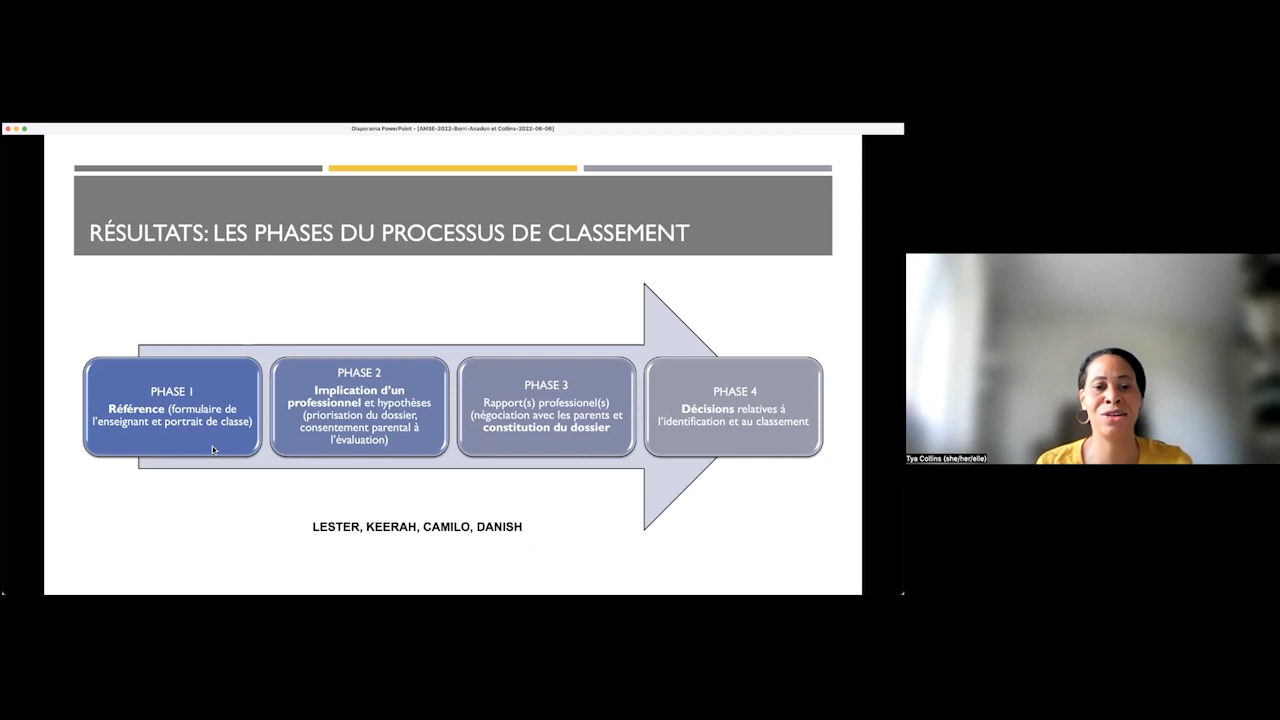 Diaporama PowerPoint - [AMSE-2022-Borri-Anadon et Collins-2022-06-06]
RÉSULTATS: LES PHASES DU PROCESSUS DE CLASSEMENT
PHASE 1
Référence (formulaire de
l'enseignant et portrait de classe)
PHASE 2
Implication d'un
professionnel et hypothèses
(priorisation du dossier,
consentement parental à
l'évaluation)
PHASE 3
Rapport(s) professionel(s)
(négociation avec les parents et
constitution du dossier
PHASE 4
Décisions relatives à
l'identification et au classement
LESTER, KEERAH, CAMILO, DANISH
Tya Collins (she/her/elle)